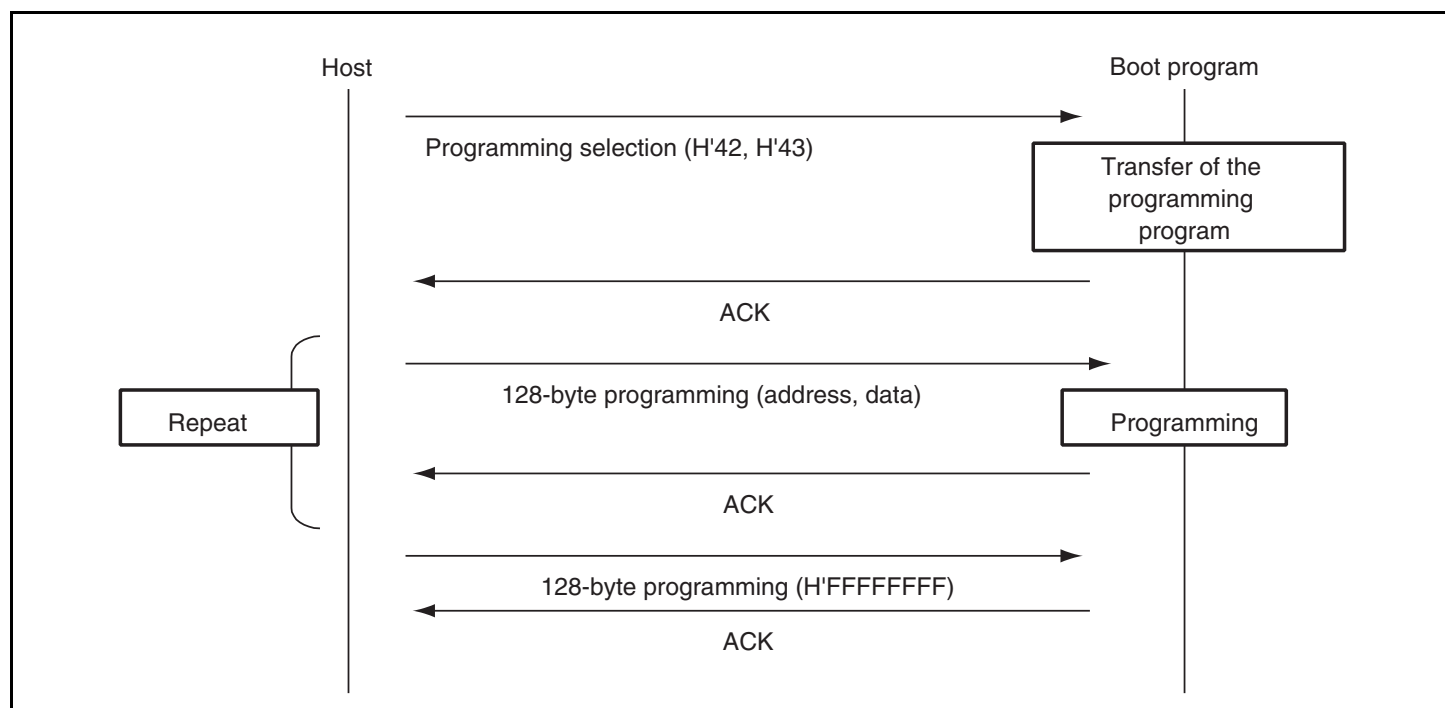 Host
Boot program
Programming selection (H'42, H'43)
Transfer of the
programming
program
ACK
128-byte programming (address, data)
Repeat
Programming
ACK
128-byte programming (H'FFFFFFFF)
ACK